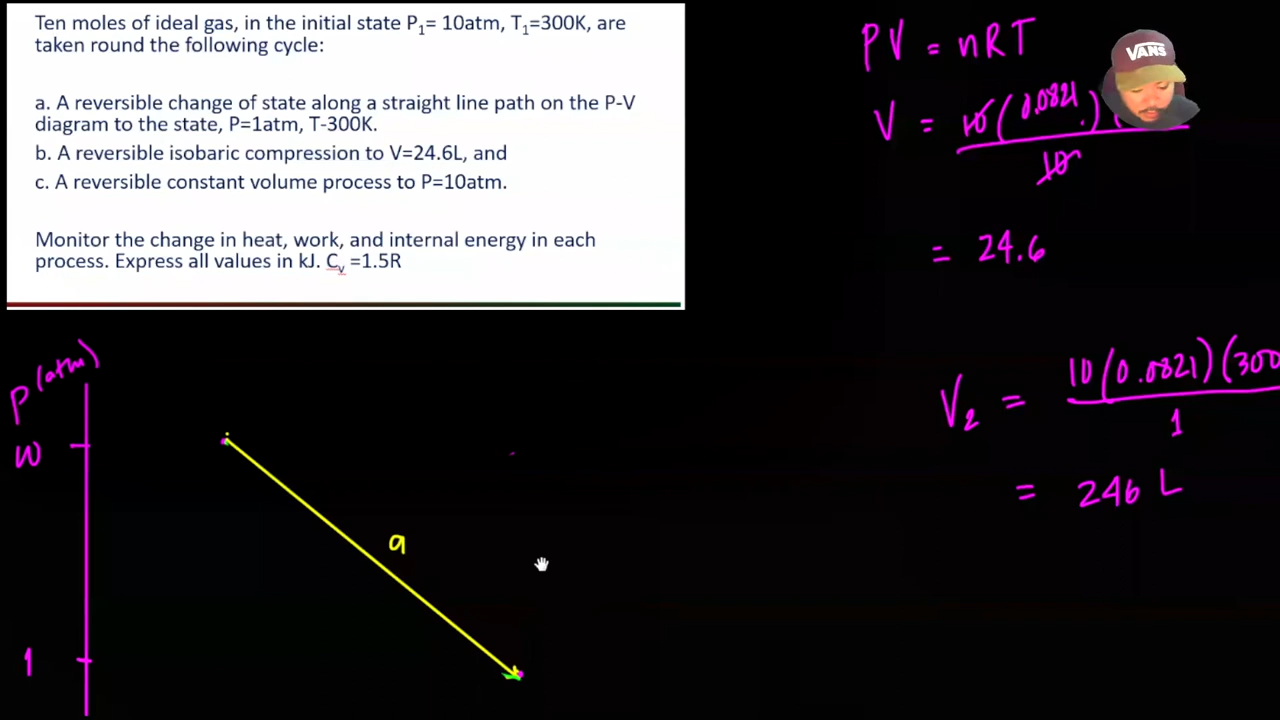 Ten moles of ideal gas, in the initial state P₁= 10atm, T₁=300K, are
taken round the following cycle:
a. A reversible change of state along a straight line path on the P-V
diagram to the state, P=1atm, T-300K.
b. A reversible isobaric compression to V=24.6L, and
c. A reversible constant volume process to P=10atm.
Monitor the change in heat, work, and internal energy in each
process. Express all values in kJ. Cᵥ =1.5R
PV = nRT
VANS
V = 10(0.0821)(
10
= 24.6
V₂ = 10(0.0821)(300
1
= 246 L
P(atm)
10
a
1